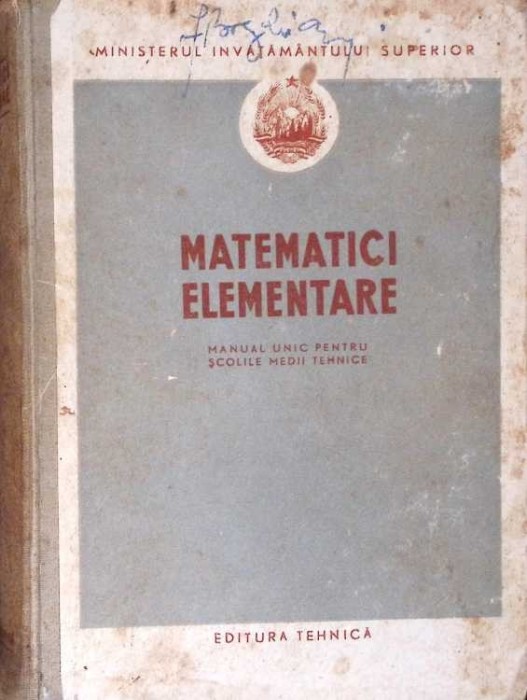 MINISTERUL INVĂȚĂMÂNTULUI SUPERIOR
MATEMATICI
ELEMENTARE
MANUAL UNIC PENTRU
ȘCOLILE MEDII TEHNICE
EDITURA TEHNICĂ